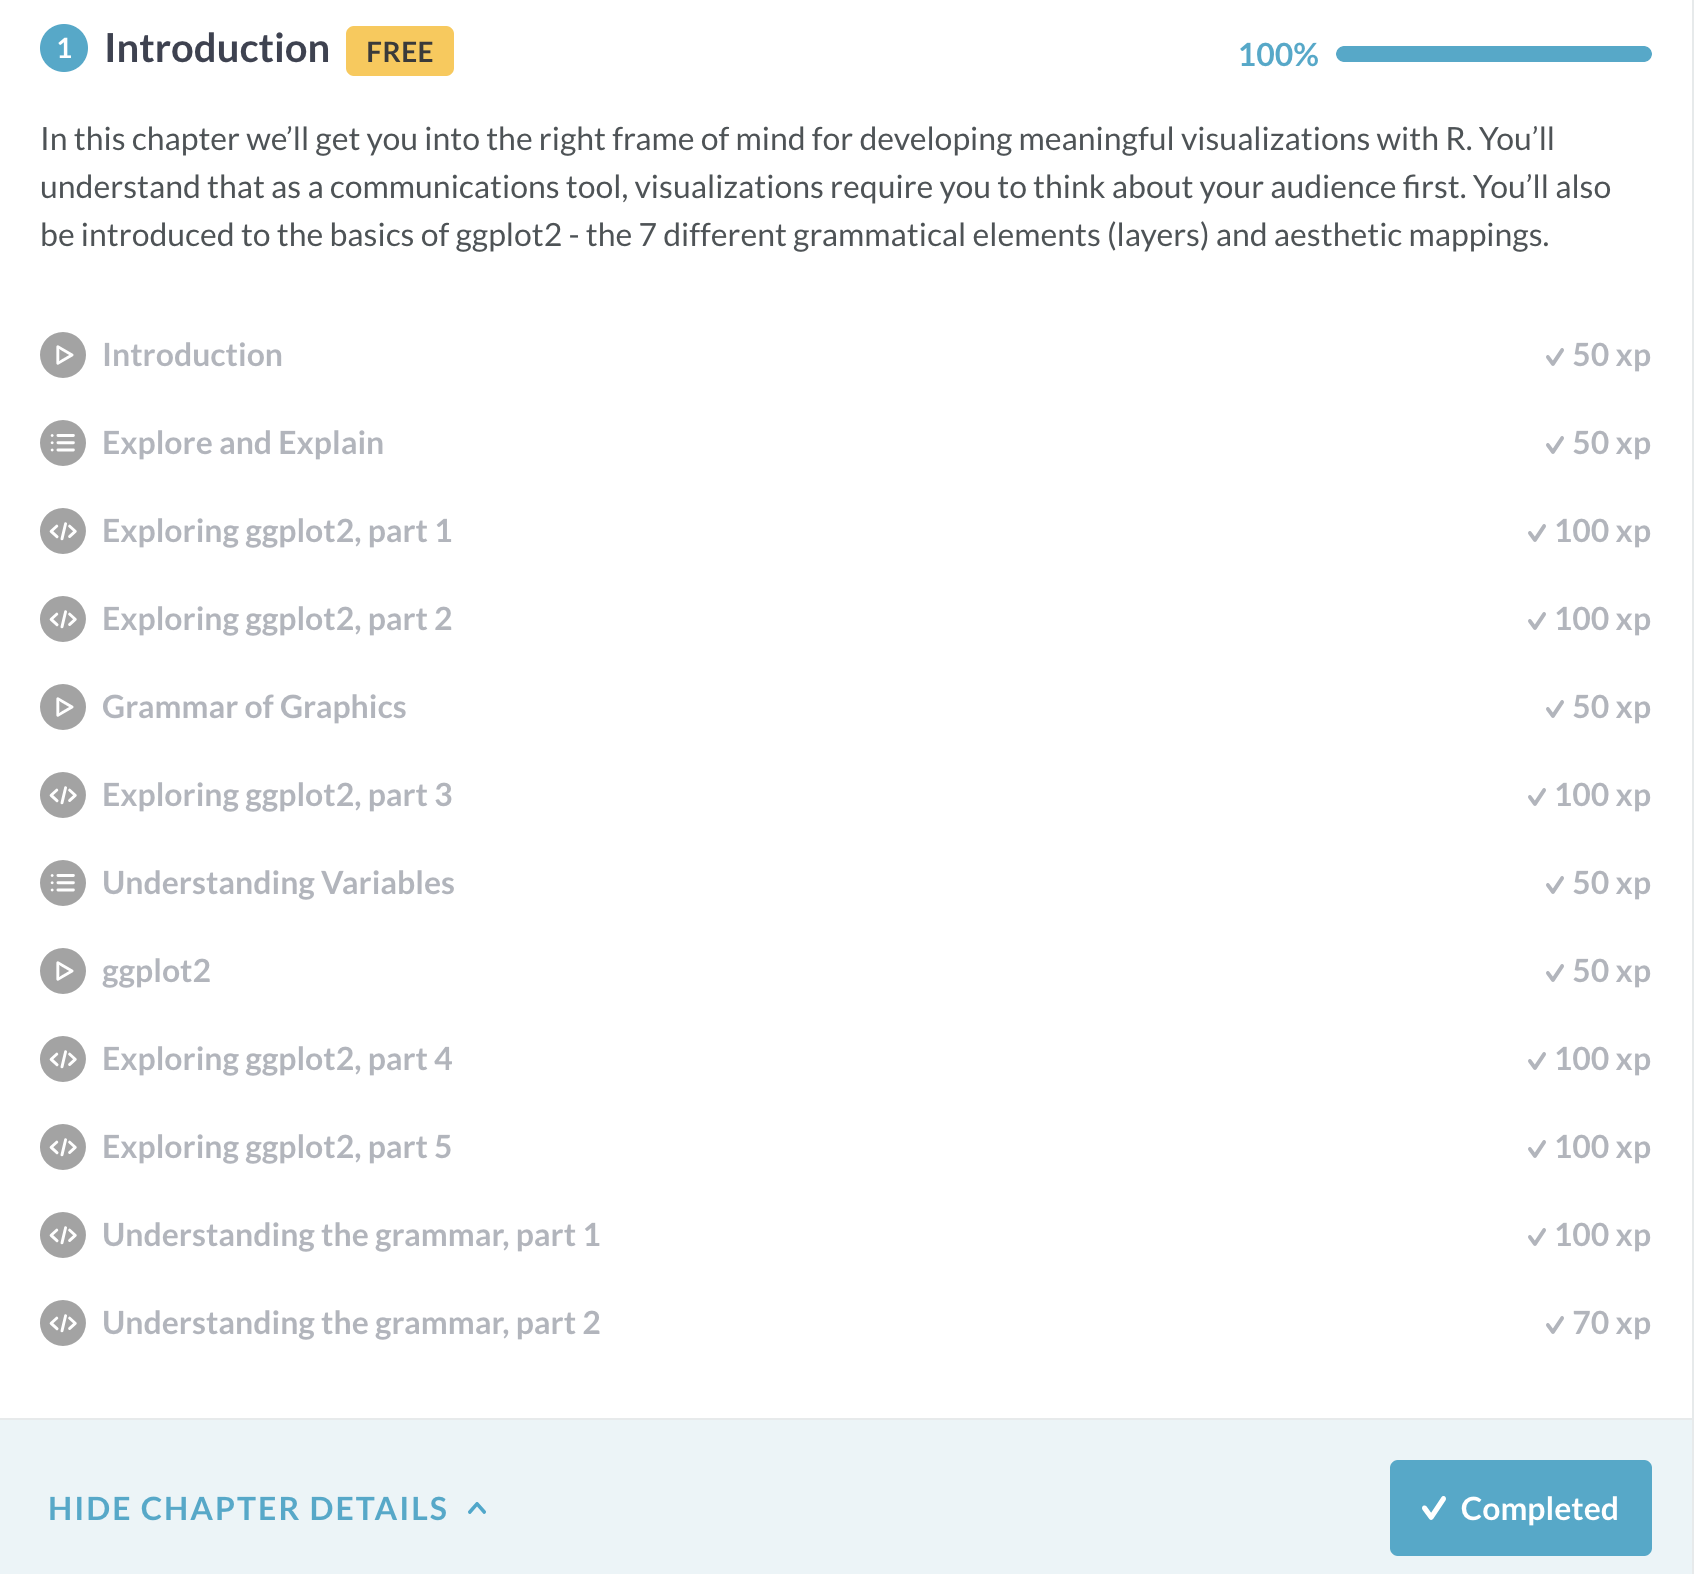 1 Introduction FREE 100%
In this chapter we’ll get you into the right frame of mind for developing meaningful visualizations with R. You’ll
understand that as a communications tool, visualizations require you to think about your audience first. You’ll also
be introduced to the basics of ggplot2 - the 7 different grammatical elements (layers) and aesthetic mappings.
Introduction 50 xp
Explore and Explain 50 xp
Exploring ggplot2, part 1 100 xp
Exploring ggplot2, part 2 100 xp
Grammar of Graphics 50 xp
Exploring ggplot2, part 3 100 xp
Understanding Variables 50 xp
ggplot2 50 xp
Exploring ggplot2, part 4 100 xp
Exploring ggplot2, part 5 100 xp
Understanding the grammar, part 1 100 xp
Understanding the grammar, part 2 70 xp
HIDE CHAPTER DETAILS Completed